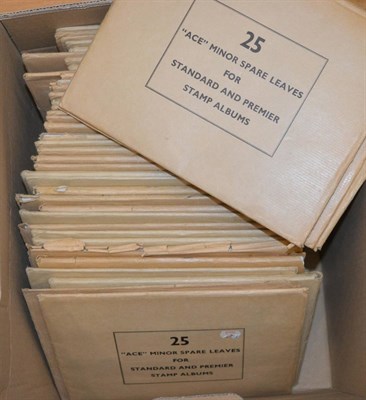 25
"ACE" MINOR SPARE LEAVES
FOR
STANDARD AND PREMIER
STAMP ALBUMS
25
"ACE" MINOR SPARE LEAVES
FOR
STANDARD AND PREMIER
STAMP ALBUMS